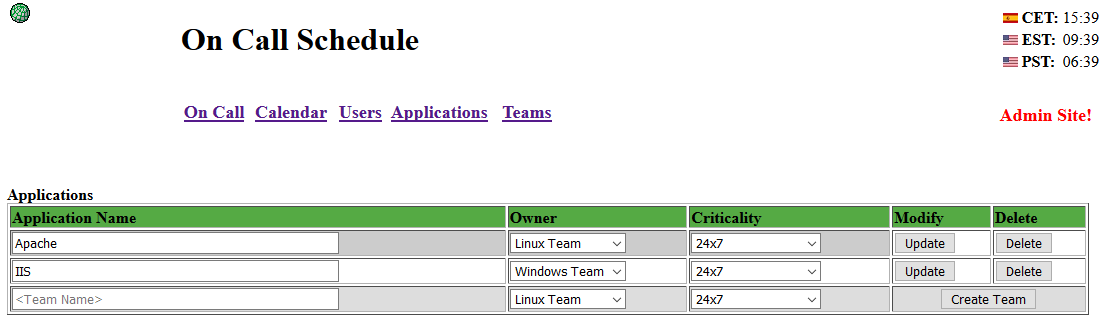 On Call Schedule
CET: 15:39
EST: 09:39
PST: 06:39
On Call Calendar Users Applications Teams
Admin Site!
Applications
Application Name Owner Criticality Modify Delete
Apache Linux Team 24x7 Update Delete
IIS Windows Team 24x7 Update Delete
<Team Name> Linux Team 24x7 Create Team